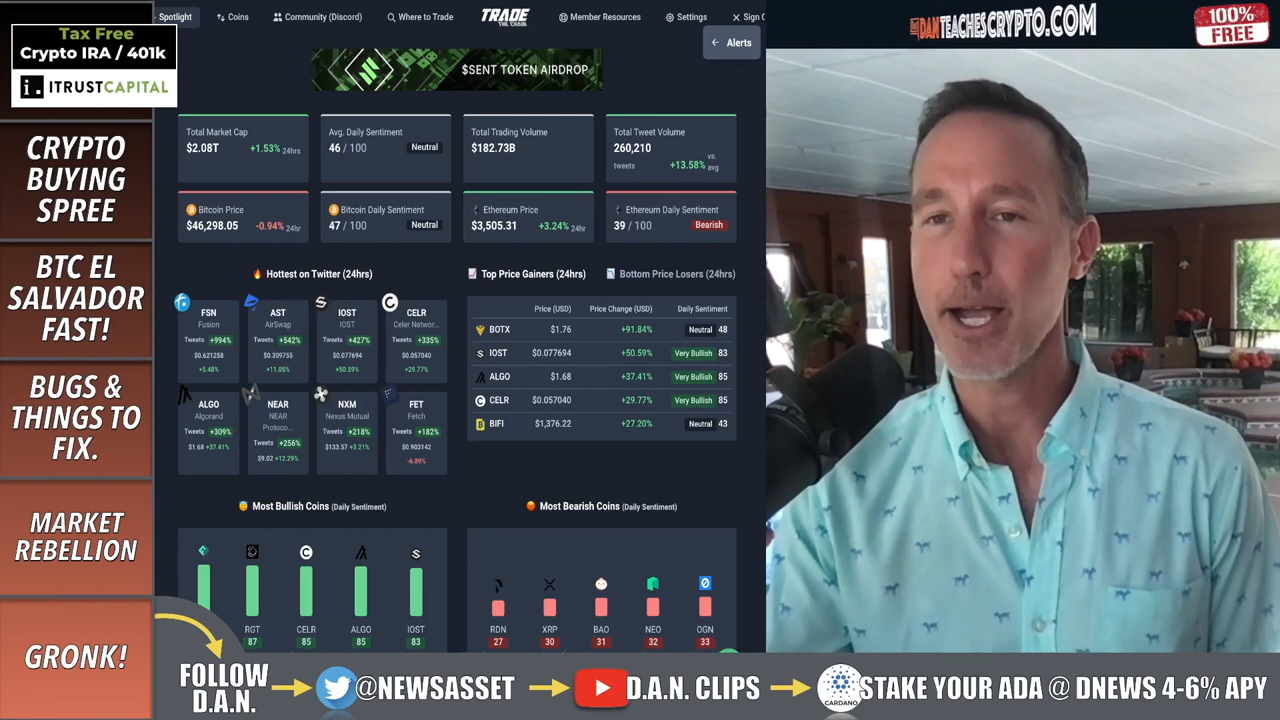 Spotlight
Coins
Community (Discord)
Where to Trade
TRADE
THE CHAIN
Member Resources
Settings
Sign
Alerts
$SENT TOKEN AIRDROP
DANTEACHESCRYPTO.COM
100%
FREE
Tax Free
Crypto IRA / 401k
ITRUSTCAPITAL
CRYPTO
BUYING
SPREE
BTC EL
SALVADOR
FAST!
BUGS &
THINGS TO
FIX.
MARKET
REBELLION
GRONK!
Total Market Cap
$2.08T +1.53% 24hrs
Avg. Daily Sentiment
46 / 100 Neutral
Total Trading Volume
$182.73B
Total Tweet Volume
260,210
tweets +13.58% vs. avg
Bitcoin Price
$46,298.05 -0.94% 24hr
Bitcoin Daily Sentiment
47 / 100 Neutral
Ethereum Price
$3,505.31 +3.24% 24hr
Ethereum Daily Sentiment
39 / 100 Bearish
Hottest on Twitter (24hrs)
FSN
Fusion
Tweets +994%
$0.621258
+5.48%
AST
AirSwap
Tweets +542%
$0.309755
+11.05%
IOST
IOST
Tweets +427%
$0.077694
+50.59%
CELR
Celer Networ...
Tweets +335%
$0.057040
+29.77%
ALGO
Algorand
Tweets +309%
$1.68 +37.41%
NEAR
NEAR
Protoco...
Tweets +256%
$9.02 +12.29%
NXM
Nexus Mutual
Tweets +218%
$133.57 +3.21%
FET
Fetch
Tweets +182%
$0.903142
-6.89%
Top Price Gainers (24hrs)
Bottom Price Losers (24hrs)
Price (USD) Price Change (USD) Daily Sentiment
BOTX $1.76 +91.84% Neutral 48
IOST $0.077694 +50.59% Very Bullish 83
ALGO $1.68 +37.41% Very Bullish 85
CELR $0.057040 +29.77% Very Bullish 85
BIFI $1,376.22 +27.20% Neutral 43
Most Bullish Coins (Daily Sentiment)
RGT CELR ALGO IOST
87 85 85 83
Most Bearish Coins (Daily Sentiment)
RDN XRP BAO NEO OGN
27 30 31 32 33
FOLLOW
D.A.N.
@NEWSASSET
D.A.N. CLIPS
CARDANO
STAKE YOUR ADA @ DNEWS 4-6% APY